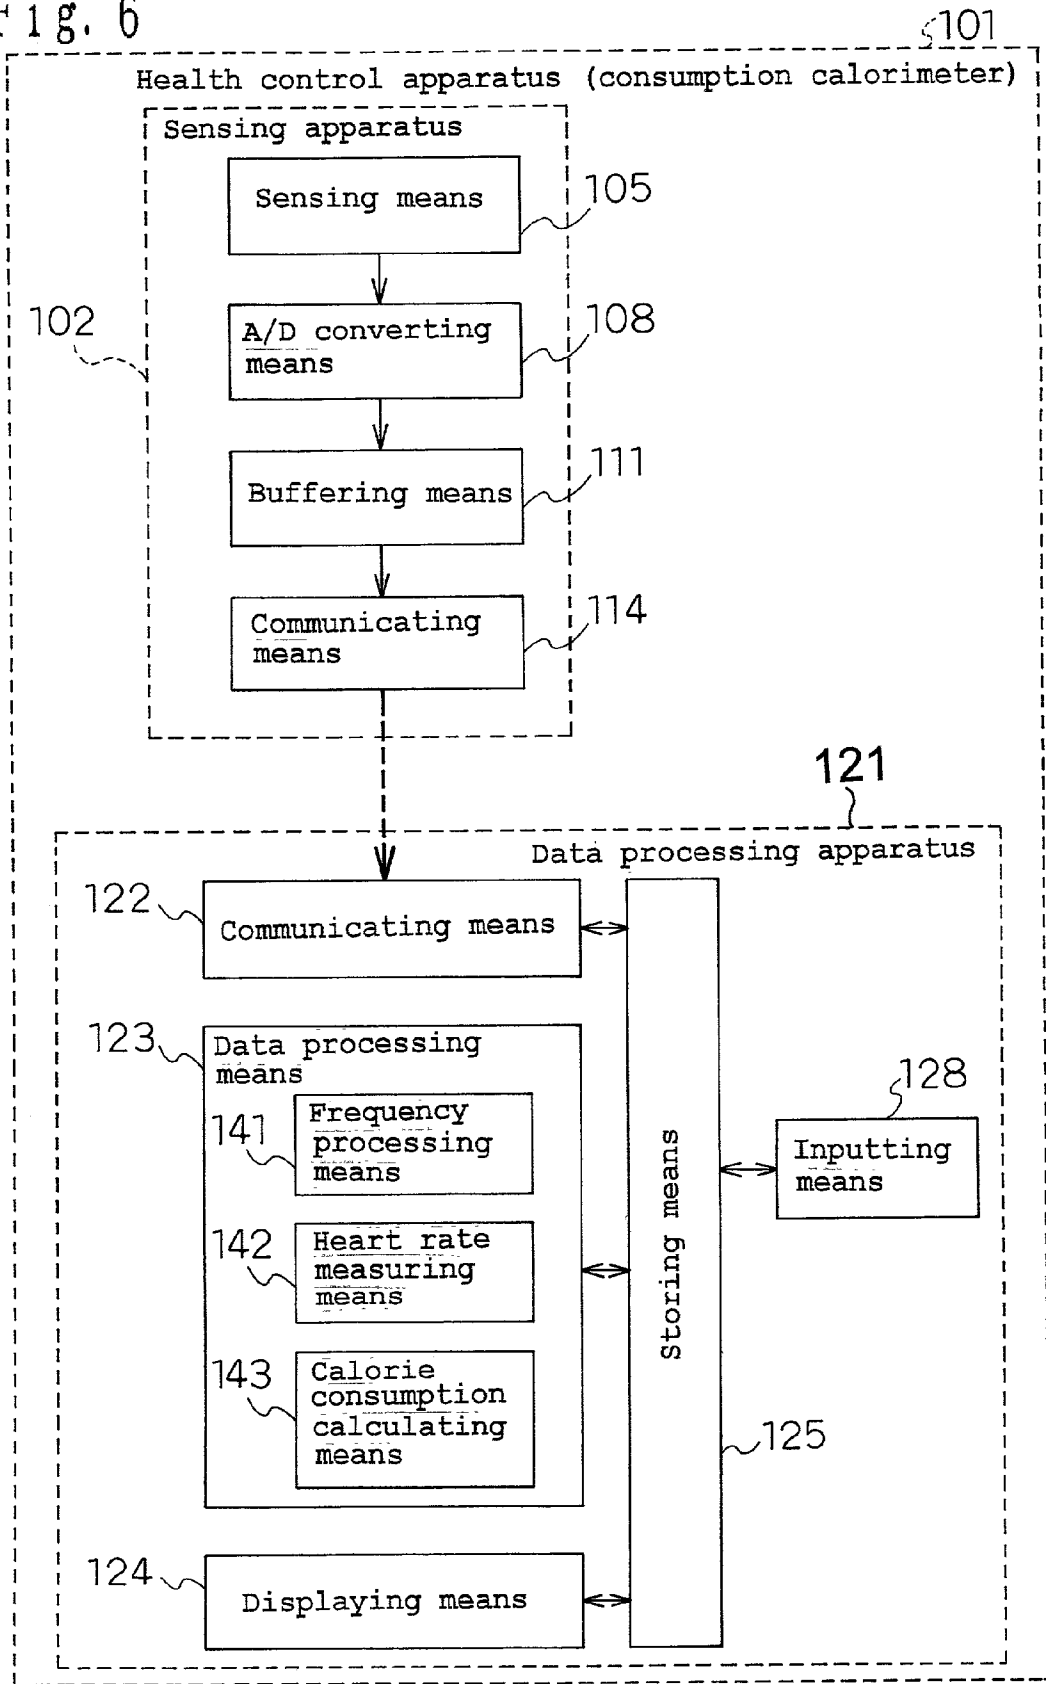 Fig. 6
101
Health control apparatus (consumption calorimeter)
Sensing apparatus
Sensing means
105
102
A/D converting
means
108
Buffering means
111
Communicating
means
114
121
Data processing apparatus
122
Communicating means
123
Data processing
means
141
Frequency
processing
means
128
Inputting
means
Storing means
142
Heart rate
measuring
means
143
Calorie
consumption
calculating
means
125
124
Displaying means